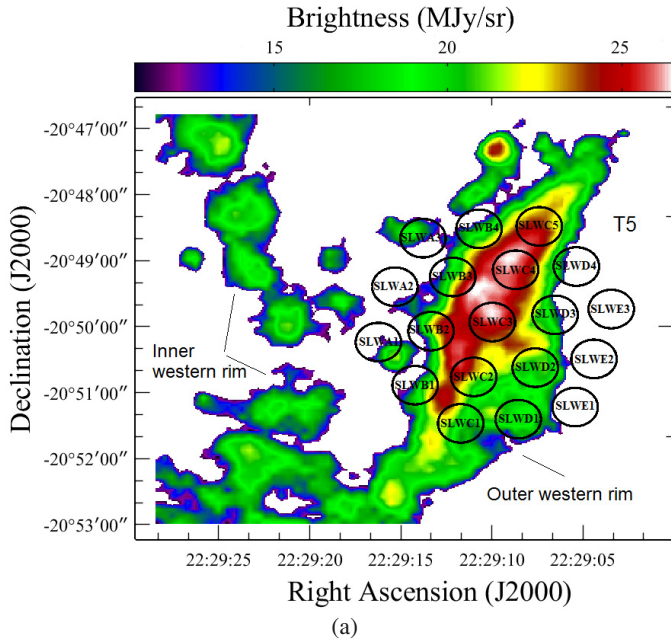 Brightness (MJy/sr)
15 20 25
-20°47′00″
-20°48′00″
-20°49′00″
-20°50′00″
-20°51′00″
-20°52′00″
-20°53′00″
Declination (J2000)
T5
SLWC5
SLWB4
SLWA3
SLWD4
SLWC4
SLWB3
SLWA2
SLWE3
SLWD3
SLWC3
SLWB2
SLWA1
SLWE2
SLWD2
SLWC2
SLWB1
SLWE1
SLWD1
SLWC1
Inner
western rim
Outer western rim
22:29:25 22:29:20 22:29:15 22:29:10 22:29:05
Right Ascension (J2000)
(a)